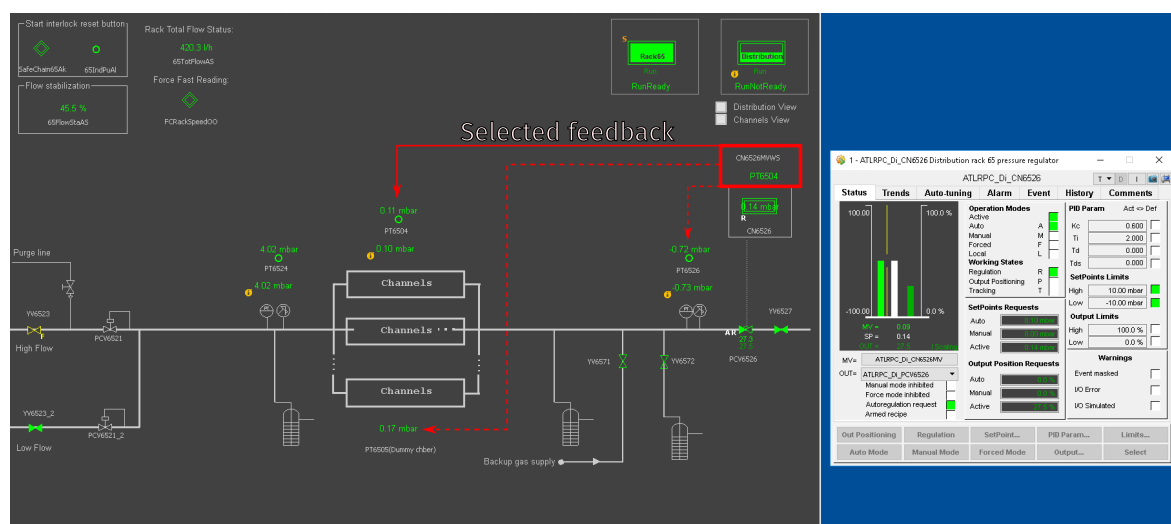 Start interlock reset button
SafeChain65Ak
65IndPuAl
Rack Total Flow Status:
420.3 l/h
65TotFlowAS
Force Fast Reading:
FCRackSpeedOO
Flow stabilization
45.5 %
65FlowStaAS
S
Rack65
Run
RunReady
Distribution
Run
RunNotReady
Distribution View
Channels View
Selected feedback
CN6526MVWS
PT6504
0.14 mbar
R
CN6526
0.11 mbar
PT6504
0.10 mbar
4.02 mbar
PT6524
4.02 mbar
-0.72 mbar
PT6526
-0.73 mbar
Purge line
YV6523
F
High Flow
PCV6521
Channels
Channels
Channels
YV6571
YV6572
AR
27.3
PCV6526
YV6527
YV6523_2
Low Flow
PCV6521_2
0.17 mbar
PT6505(Dummy chber)
Backup gas supply
1 - ATLRPC_Di_CN6526 Distribution rack 65 pressure regulator
ATLRPC_Di_CN6526
T D I
Status Trends Auto-tuning Alarm Event History Comments
100.00
100.0 %
-100.00
0.0 %
MV = 0.09
SP = 0.14
OUT = 27.5
MV= ATLRPC_Di_CN6526MV
OUT= ATLRPC_Di_PCV6526
Manual mode inhibited
Force mode inhibited
Autoregulation request
Armed recipe
Operation Modes
Active
Auto A
Manual M
Forced F
Local L
Working States
Regulation R
Output Positioning P
Tracking T
SetPoints Requests
Auto
Manual
Active 0.14 mbar
Output Position Requests
Auto 0.0 %
Manual 0.0 %
Active 27.5 %
PID Param Act <> Def
Kc 0.600
Ti 2.000
Td 0.000
Tds 0.000
SetPoints Limits
High 10.00 mbar
Low -10.00 mbar
Output Limits
High 100.0 %
Low 0.0 %
Warnings
Event masked
I/O Error
I/O Simulated
Out Positioning Regulation SetPoint... PID Param... Limits...
Auto Mode Manual Mode Forced Mode Output... Select